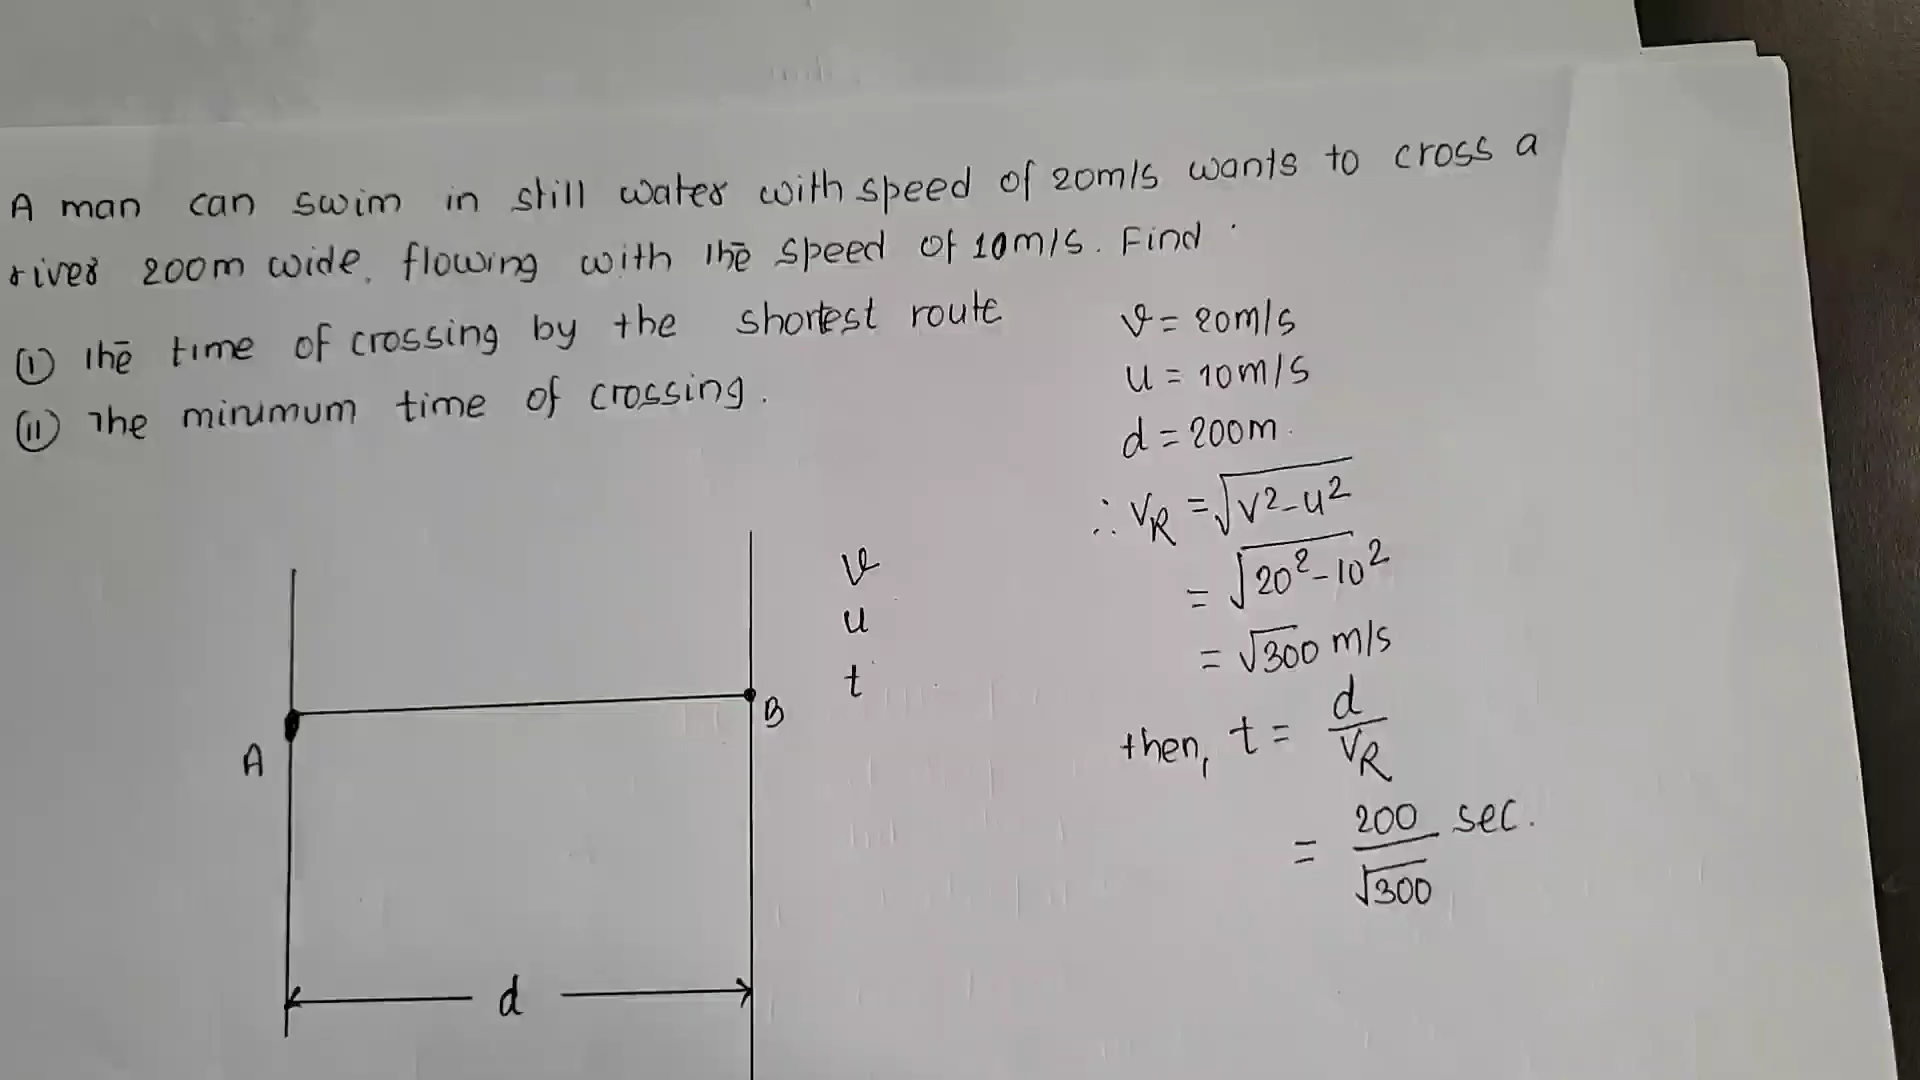 A man can swim in still water with speed of 20m/s wants to cross a
river 200m wide, flowing with the speed of 10m/s. Find
(i) the time of crossing by the shortest route
(ii) The minimum time of crossing.
v = 20m/s
u = 10m/s
d = 200m
∴ VR = √(v²-u²)
= √(20²-10²)
= √300 m/s
then, t = d/VR
= 200/√300 sec.
v
u
t
A
B
d